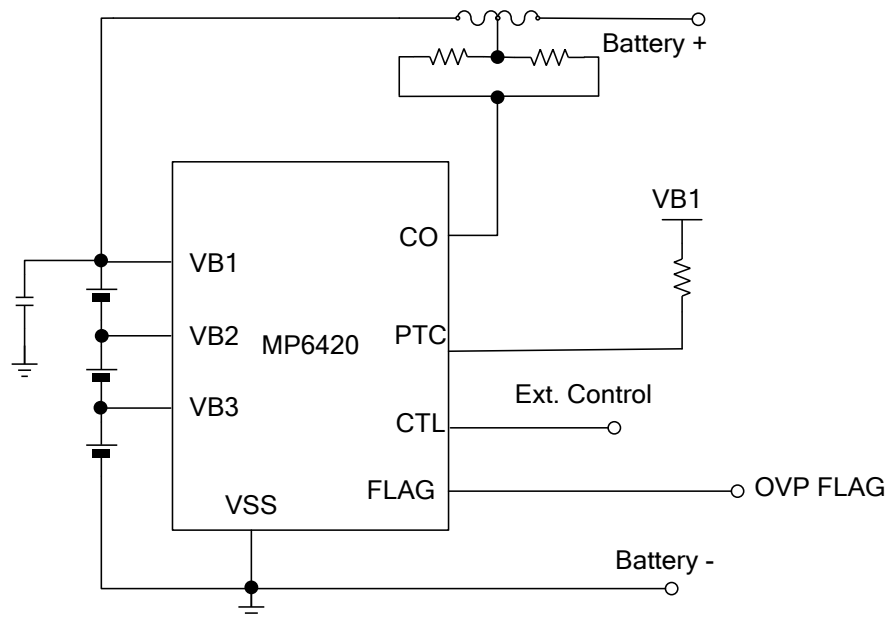 Battery +
VB1
CO
VB1
VB2
MP6420
PTC
VB3
Ext. Control
CTL
VSS
FLAG
OVP FLAG
Battery -